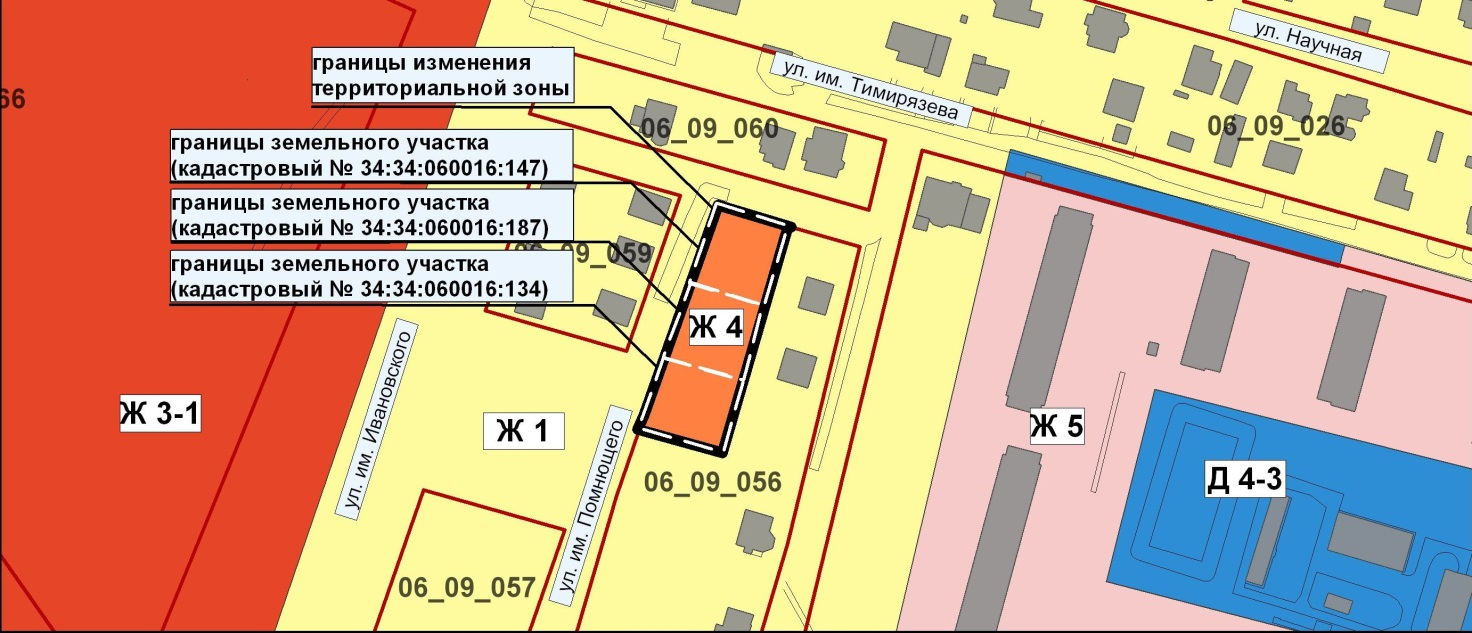 границы изменения
территориальной зоны
границы земельного участка
(кадастровый № 34:34:060016:147)
границы земельного участка
(кадастровый № 34:34:060016:187)
границы земельного участка
(кадастровый № 34:34:060016:134)
ул. Научная
ул. им. Тимирязева
66
06_09_060
06_09_026
9_059
Ж 4
Ж 3-1
Ж 1
Ж 5
Д 4-3
ул. им. Ивановского
ул. им. Помнющего
06_09_056
06_09_057